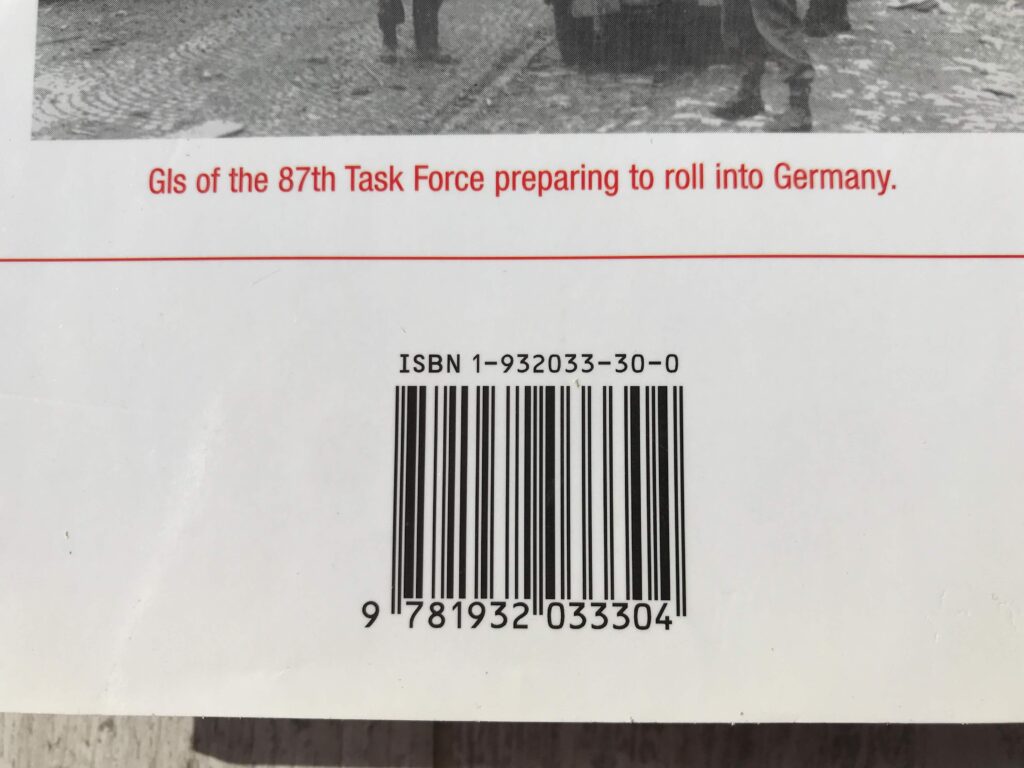 GIs of the 87th Task Force preparing to roll into Germany.
ISBN 1-932033-30-0
9 781932 033304